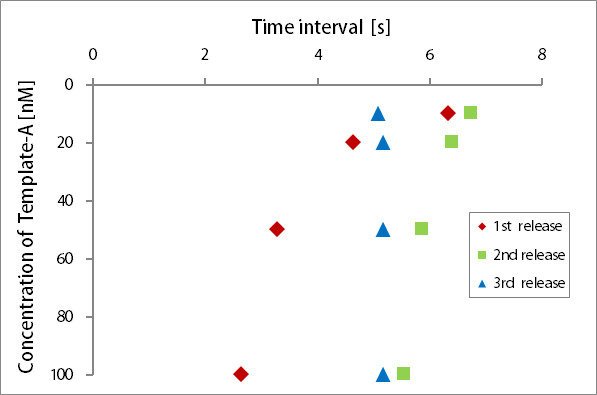 Time interval [s]
0 2 4 6 8
Concentration of Template-A [nM]
0
20
40
60
80
100
1st release
2nd release
3rd release